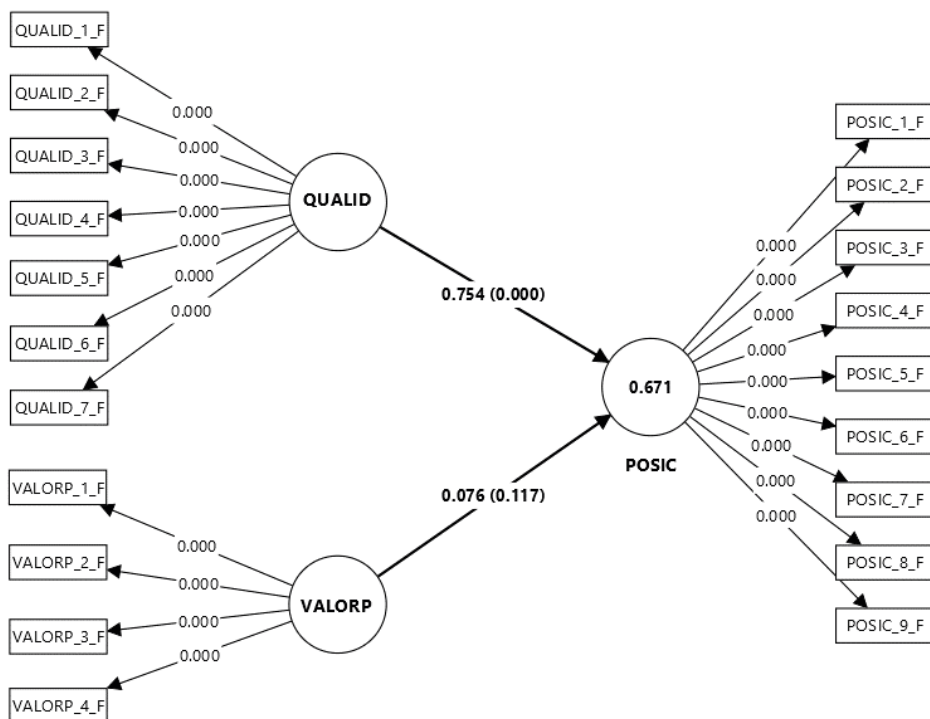 QUALID_1_F
QUALID_2_F
QUALID_3_F
QUALID_4_F
QUALID_5_F
QUALID_6_F
QUALID_7_F
0.000
0.000
0.000
0.000
0.000
0.000
0.000
QUALID
0.754 (0.000)
VALORP_1_F
VALORP_2_F
VALORP_3_F
VALORP_4_F
0.000
0.000
0.000
0.000
VALORP
0.076 (0.117)
0.671
POSIC
0.000
0.000
0.000
0.000
0.000
0.000
0.000
0.000
0.000
POSIC_1_F
POSIC_2_F
POSIC_3_F
POSIC_4_F
POSIC_5_F
POSIC_6_F
POSIC_7_F
POSIC_8_F
POSIC_9_F